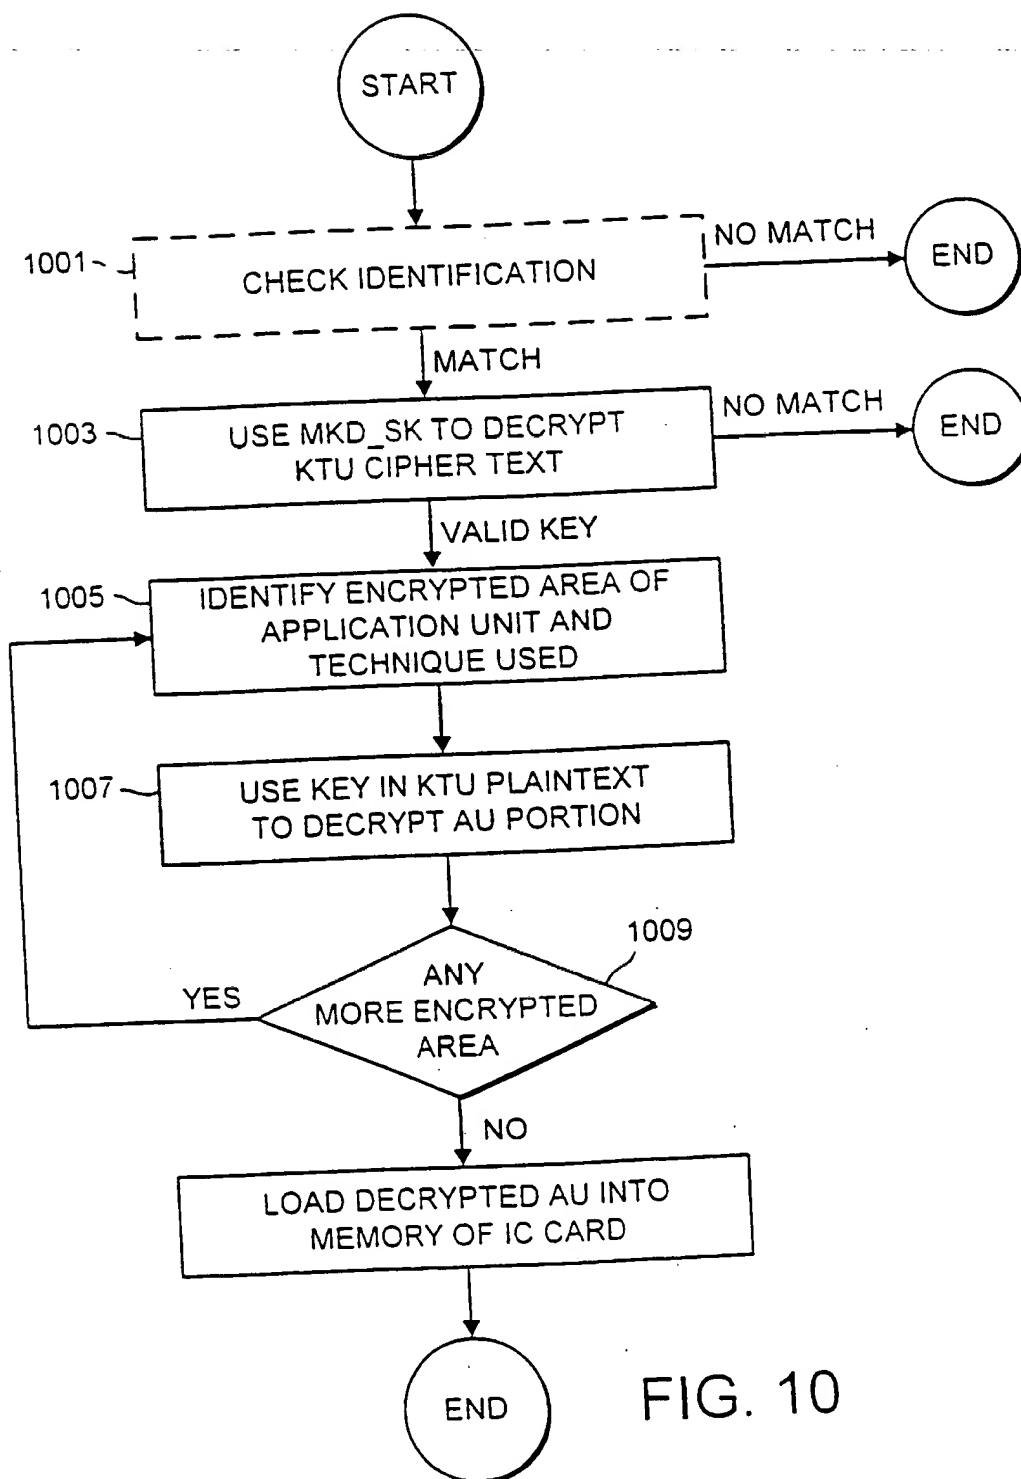 START
1001
CHECK IDENTIFICATION
NO MATCH
END
MATCH
1003
USE MKD_SK TO DECRYPT
KTU CIPHER TEXT
NO MATCH
END
VALID KEY
1005
IDENTIFY ENCRYPTED AREA OF
APPLICATION UNIT AND
TECHNIQUE USED
1007
USE KEY IN KTU PLAINTEXT
TO DECRYPT AU PORTION
1009
ANY
MORE ENCRYPTED
AREA
YES
NO
LOAD DECRYPTED AU INTO
MEMORY OF IC CARD
END
FIG. 10